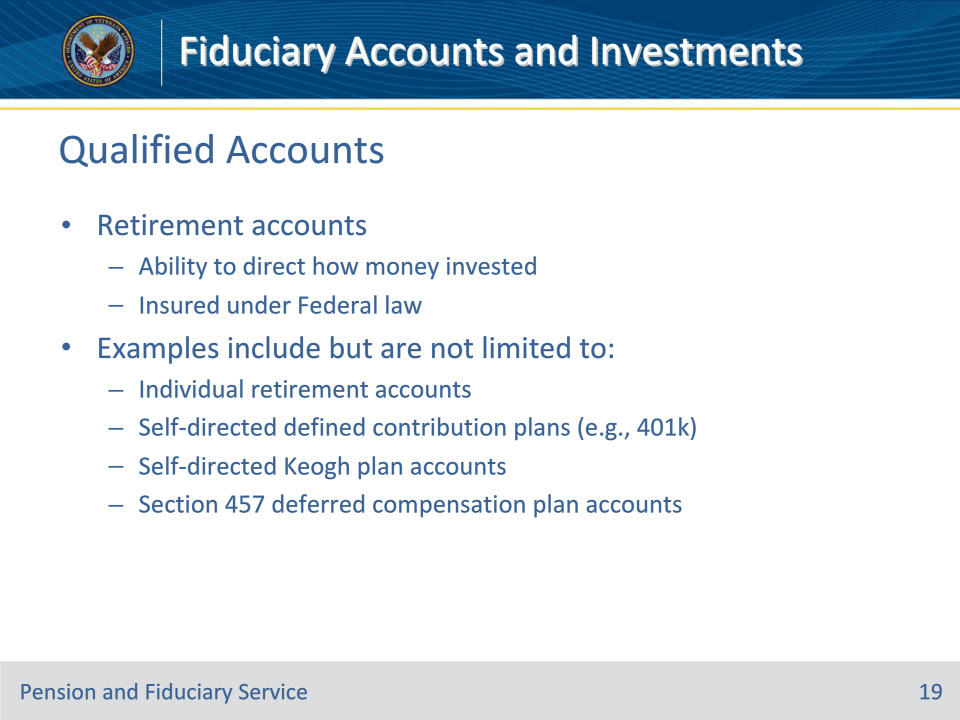 Fiduciary Accounts and Investments
Qualified Accounts
• Retirement accounts
– Ability to direct how money invested
– Insured under Federal law
• Examples include but are not limited to:
– Individual retirement accounts
– Self-directed defined contribution plans (e.g., 401k)
– Self-directed Keogh plan accounts
– Section 457 deferred compensation plan accounts
Pension and Fiduciary Service
19